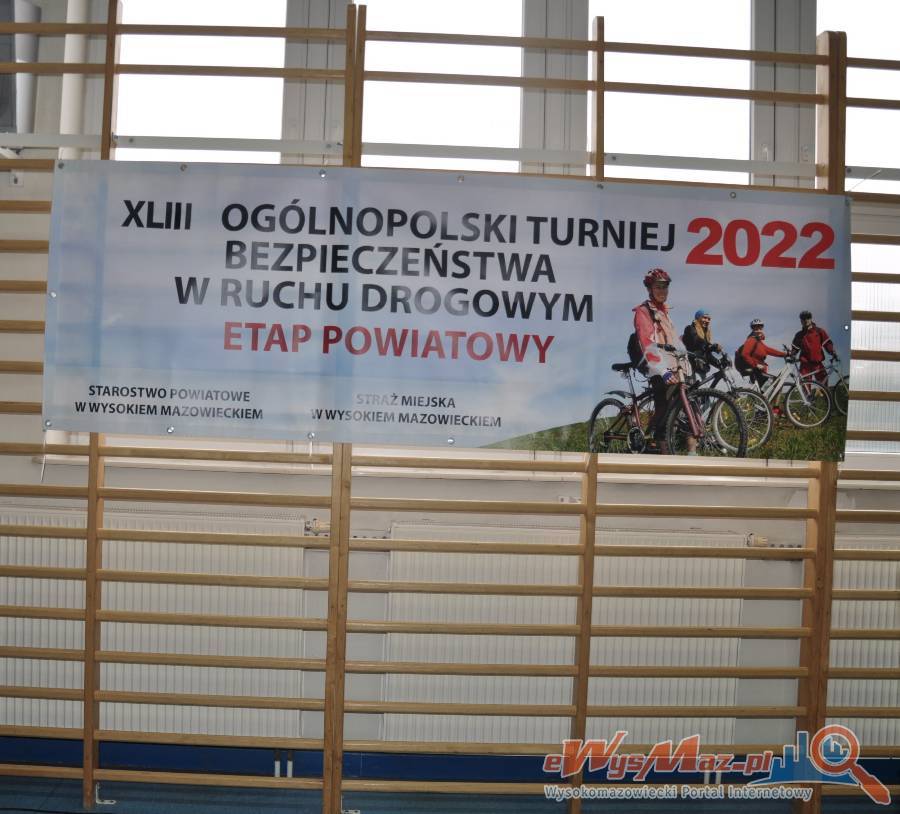 XLIII OGÓLNOPOLSKI TURNIEJ 2022
BEZPIECZEŃSTWA
W RUCHU DROGOWYM
ETAP POWIATOWY
STAROSTWO POWIATOWE
W WYSOKIEM MAZOWIECKIEM
STRAŻ MIEJSKA
W WYSOKIEM MAZOWIECKIEM
eWysMaz.pl
Wysokomazowiecki Portal Internetowy